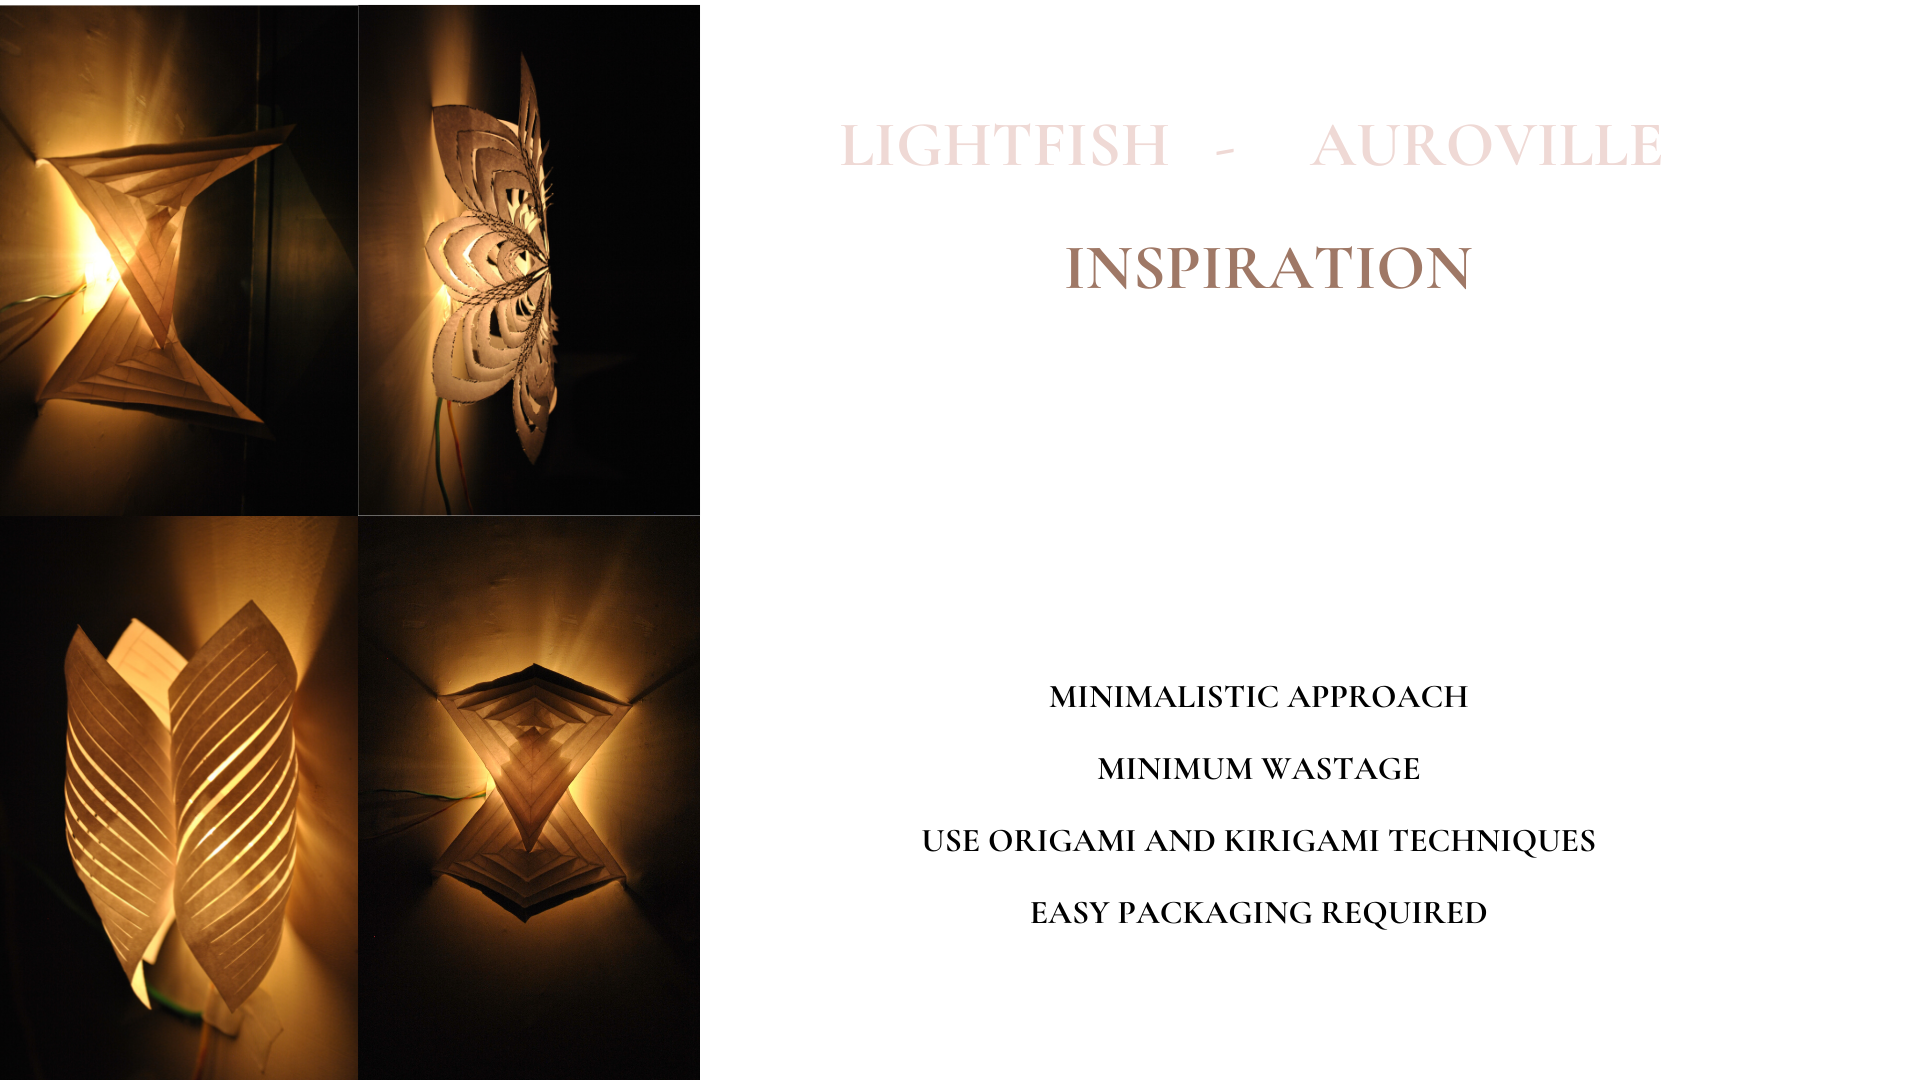 LIGHTFISH - AUROVILLE
INSPIRATION
MINIMALISTIC APPROACH
MINIMUM WASTAGE
USE ORIGAMI AND KIRIGAMI TECHNIQUES
EASY PACKAGING REQUIRED